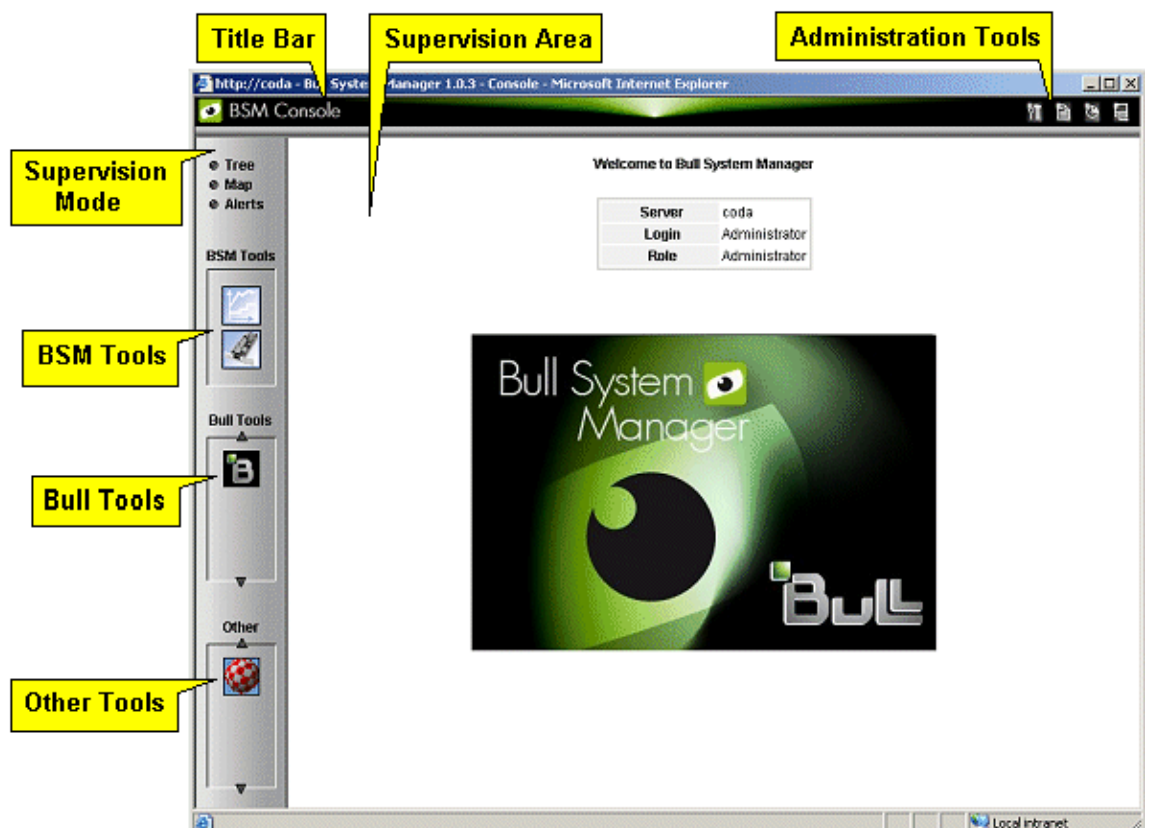 Title Bar
Supervision Area
Administration Tools
http://coda - Bull System Manager 1.0.3 - Console - Microsoft Internet Explorer
BSM Console
Supervision
Mode
Tree
Map
Alerts
Welcome to Bull System Manager
Server coda
Login Administrator
Role Administrator
BSM Tools
BSM Tools
Bull System
Manager
Bull Tools
B
Bull Tools
Bull
Other
Other Tools
Local intranet